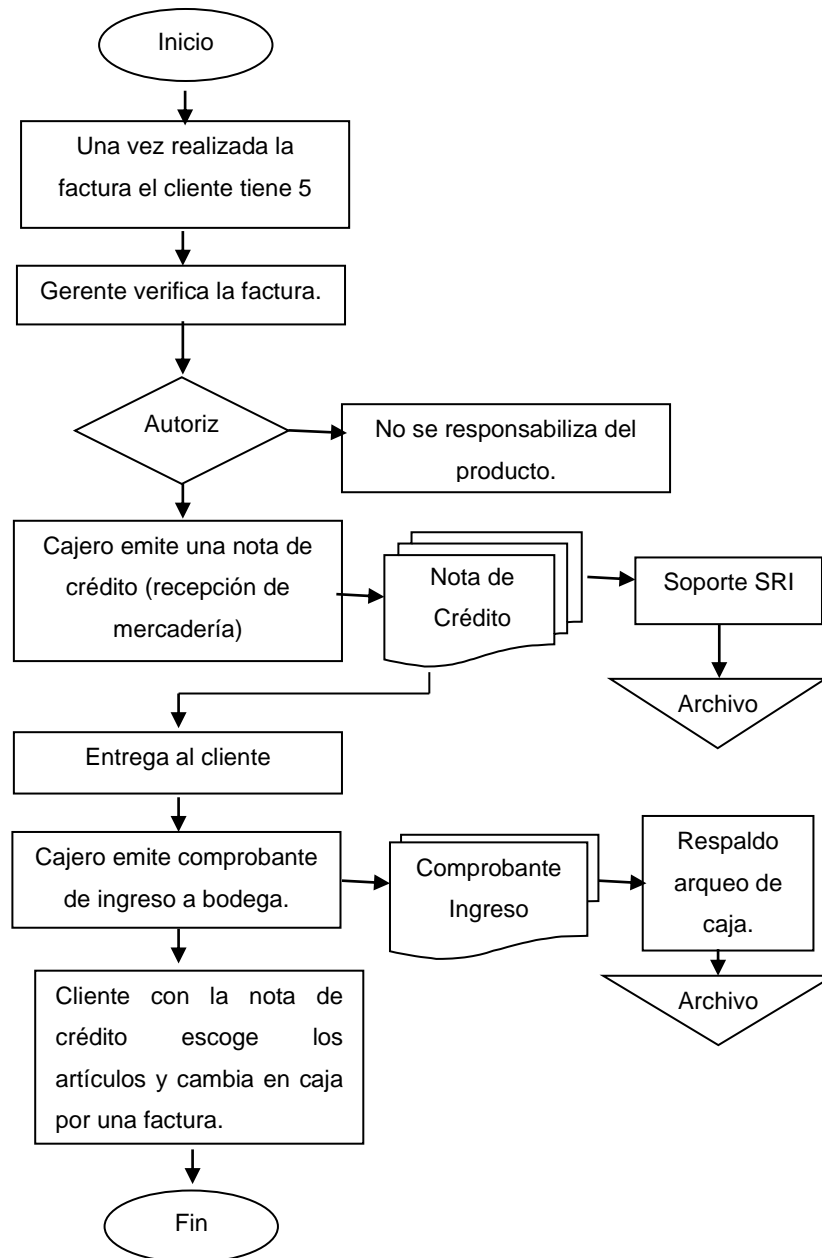 Inicio
Una vez realizada la
factura el cliente tiene 5
Gerente verifica la factura.
Autoriz
No se responsabiliza del
producto.
Cajero emite una nota de
crédito (recepción de
mercadería)
Nota de
Crédito
Soporte SRI
Archivo
Entrega al cliente
Cajero emite comprobante
de ingreso a bodega.
Comprobante
Ingreso
Respaldo
arqueo de
caja.
Archivo
Cliente con la nota de
crédito escoge los
artículos y cambia en caja
por una factura.
Fin